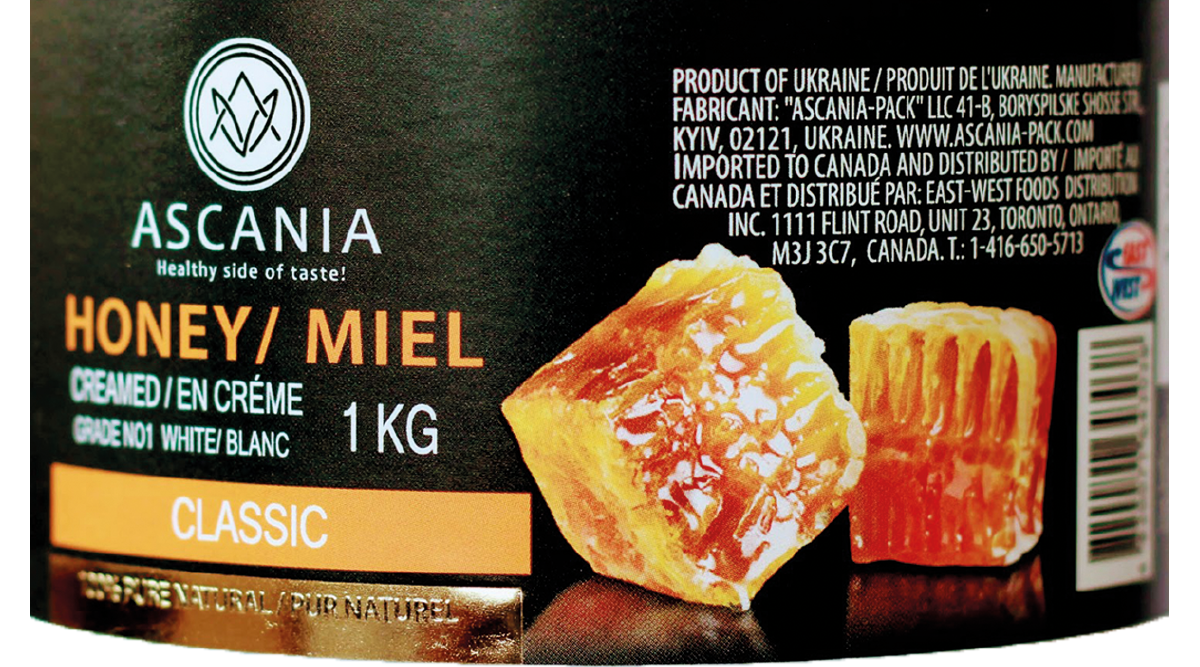 ASCANIA
Healthy side of taste!
HONEY/ MIEL
CREAMED / EN CRÉME
GRADE NO1 WHITE/ BLANC
1 KG
CLASSIC
100% PURE NATURAL / PUR NATUREL
PRODUCT OF UKRAINE / PRODUIT DE L'UKRAINE. MANUFACTURER/
FABRICANT: "ASCANIA-PACK" LLC 41-B, BORYSPILSKE SHOSSE STR.,
KYIV, 02121, UKRAINE. WWW.ASCANIA-PACK.COM
IMPORTED TO CANADA AND DISTRIBUTED BY / IMPORTÉ AU
CANADA ET DISTRIBUÉ PAR: EAST-WEST FOODS DISTRIBUTION
INC. 1111 FLINT ROAD, UNIT 23, TORONTO, ONTARIO,
M3J 3C7, CANADA. T.: 1-416-650-5713
EAST
WEST